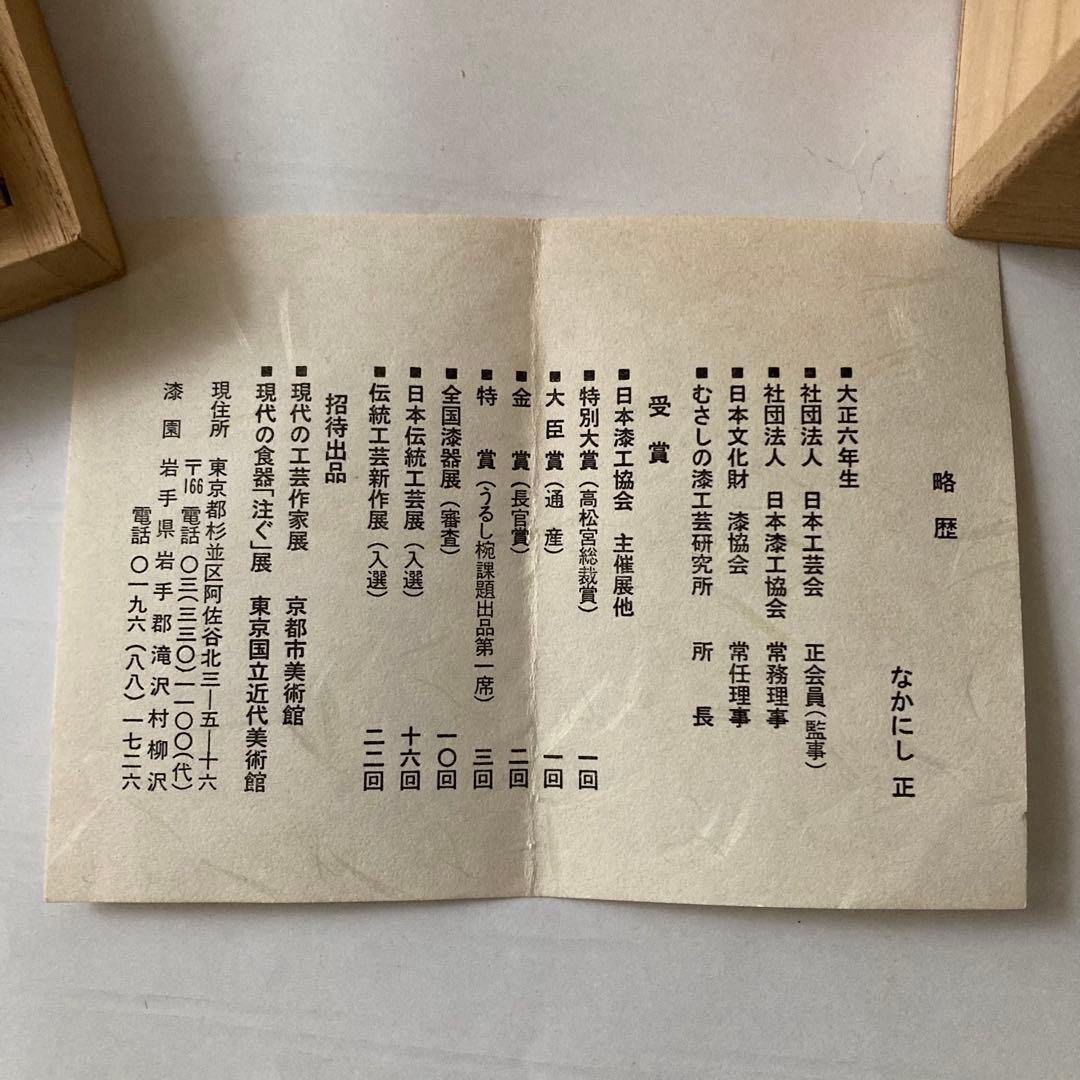 略歴
なかにし 正
■大正六年生
■社団法人 日本工芸会 正会員（監事）
■社団法人 日本漆工協会 常務理事
■日本文化財 漆協会 常任理事
■むさしの漆工芸研究所 所長
受賞
■日本漆工協会 主催展他
■特別大賞（高松宮総裁賞） 一回
■大臣賞（通産） 一回
■金賞（長官賞） 二回
■特賞（うるし椀課題出品第一席） 三回
■全国漆器展（審査） 一〇回
■日本伝統工芸展（入選） 十六回
■伝統工芸新作展（入選） 二二回
招待出品
■現代の工芸作家展 京都市美術館
■現代の食器「注ぐ」展 東京国立近代美術館
現住所 東京都杉並区阿佐谷北三―五―十六
〒166 電話 〇三（三三〇）一一〇〇（代）
漆園 岩手県岩手郡滝沢村柳沢
電話 〇一九六（八八）一七二六